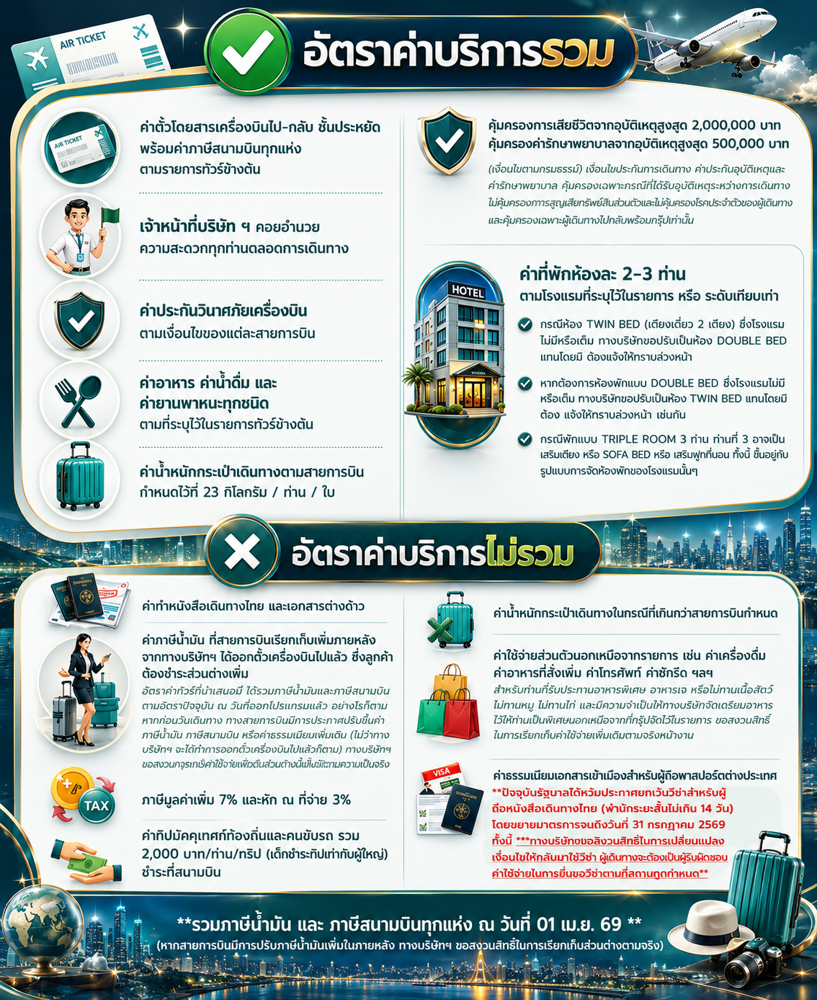 AIR TICKET
อัตราค่าบริการรวม
AIR TICKET
ค่าตั๋วโดยสารเครื่องบินไป-กลับ ชั้นประหยัด
พร้อมค่าภาษีสนามบินทุกแห่ง
ตามรายการทัวร์ข้างต้น
เจ้าหน้าที่บริษัท ฯ คอยอำนวย
ความสะดวกทุกท่านตลอดการเดินทาง
ค่าประกันวินาศภัยเครื่องบิน
ตามเงื่อนไขของแต่ละสายการบิน
ค่าอาหาร ค่าน้ำดื่ม และ
ค่ายานพาหนะทุกชนิด
ตามที่ระบุไว้ในรายการทัวร์ข้างต้น
ค่าน้ำหนักกระเป๋าเดินทางตามสายการบิน
กำหนดไว้ที่ 23 กิโลกรัม / ท่าน / ใบ
คุ้มครองการเสียชีวิตจากอุบัติเหตุสูงสุด 2,000,000 บาท
คุ้มครองค่ารักษาพยาบาลจากอุบัติเหตุสูงสุด 500,000 บาท
(เงื่อนไขตามกรมธรรม์) เงื่อนไขประกันการเดินทาง ค่าประกันอุบัติเหตุและ
ค่ารักษาพยาบาล คุ้มครองเฉพาะกรณีที่ได้รับอุบัติเหตุระหว่างการเดินทาง
ไม่คุ้มครองการสูญเสียทรัพย์สินส่วนตัวและไม่คุ้มครองโรคประจำตัวของผู้เดินทาง
และคุ้มครองเฉพาะผู้เดินทางไปกลับพร้อมกรุ๊ปเท่านั้น
HOTEL
ค่าที่พักห้องละ 2-3 ท่าน
ตามโรงแรมที่ระบุไว้ในรายการ หรือ ระดับเทียบเท่า
กรณีห้อง TWIN BED (เตียงเดี่ยว 2 เตียง) ซึ่งโรงแรม
ไม่มีหรือเต็ม ทางบริษัทขอปรับเป็นห้อง DOUBLE BED
แทนโดยมี ต้องแจ้งให้ทราบล่วงหน้า
หากต้องการห้องพักแบบ DOUBLE BED ซึ่งโรงแรมไม่มี
หรือเต็ม ทางบริษัทขอปรับเป็นห้อง TWIN BED แทนโดยมี
ต้อง แจ้งให้ทราบล่วงหน้า เช่นกัน
กรณีพักแบบ TRIPLE ROOM 3 ท่าน ท่านที่ 3 อาจเป็น
เสริมเตียง หรือ SOFA BED หรือ เสริมฟูกที่นอน ทั้งนี้ ขึ้นอยู่กับ
รูปแบบการจัดห้องพักของโรงแรมนั้นๆ
อัตราค่าบริการไม่รวม
ค่าทำหนังสือเดินทางไทย และเอกสารต่างด้าว
ค่าภาษีน้ำมัน ที่สายการบินเรียกเก็บเพิ่มภายหลัง
จากทางบริษัทฯ ได้ออกตั๋วเครื่องบินไปแล้ว ซึ่งลูกค้า
ต้องชำระส่วนต่างเพิ่ม
อัตราค่าทัวร์ที่นำเสนอมี ได้รวมภาษีน้ำมันและภาษีสนามบิน
ตามอัตราปัจจุบัน ณ วันที่ออกโปรแกรมแล้ว อย่างไรก็ตาม
หากก่อนวันเดินทาง ทางสายการบินมีการประกาศปรับขึ้นค่า
ภาษีน้ำมัน ภาษีสนามบิน หรือค่าธรรมเนียมเพิ่มเติม (ไม่ว่าทาง
บริษัทฯ จะได้ทำการออกตั๋วเครื่องบินไปแล้วก็ตาม) ทางบริษัทฯ
TAX
ภาษีมูลค่าเพิ่ม 7% และหัก ณ ที่จ่าย 3%
ค่าทิปมัคคุเทศก์ท้องถิ่นและคนขับรถ รวม
2,000 บาท/ท่าน/ทริป (เด็กชำระทิปเท่ากับผู้ใหญ่)
ชำระที่สนามบิน
ค่าน้ำหนักกระเป๋าเดินทางในกรณีที่เกินกว่าสายการบินกำหนด
ค่าใช้จ่ายส่วนตัวนอกเหนือจากรายการ เช่น ค่าเครื่องดื่ม
ค่าอาหารที่สั่งเพิ่ม ค่าโทรศัพท์ ค่าซักรีด ฯลฯ
สำหรับท่านที่รับประทานอาหารพิเศษ อาหารเจ หรือไม่ทานเนื้อสัตว์
ไม่ทานหมู ไม่ทานไก่ และมีความจำเป็นให้ทางบริษัทจัดเตรียมอาหาร
ไว้ให้ท่านเป็นพิเศษนอกเหนือจากที่กรุ๊ปจัดไว้ในรายการ ขอสงวนสิทธิ์
ในการเรียกเก็บค่าใช้จ่ายเพิ่มเติมตามจริงหน้างาน
VISA
ค่าธรรมเนียมเอกสารเข้าเมืองสำหรับผู้ถือพาสปอร์ตต่างประเทศ
**ปัจจุบันรัฐบาลไต้หวันประกาศยกเว้นวีซ่าสำหรับผู้
ถือหนังสือเดินทางไทย (พำนักระยะสั้นไม่เกิน 14 วัน)
โดยขยายมาตรการจนถึงวันที่ 31 กรกฎาคม 2569
ทั้งนี้ ***ทางบริษัทขอสงวนสิทธิ์ในการเปลี่ยนแปลง
เงื่อนไขให้กลับมาใช้วีซ่า ผู้เดินทางจะต้องเป็นผู้รับผิดชอบ
ค่าใช้จ่ายในการยื่นขอวีซ่าตามที่สถานทูตกำหนด**
**รวมภาษีน้ำมัน และ ภาษีสนามบินทุกแห่ง ณ วันที่ 01 เม.ย. 69 **
(หากสายการบินมีการปรับภาษีน้ำมันเพิ่มในภายหลัง ทางบริษัทฯ ขอสงวนสิทธิ์ในการเรียกเก็บส่วนต่างตามจริง)